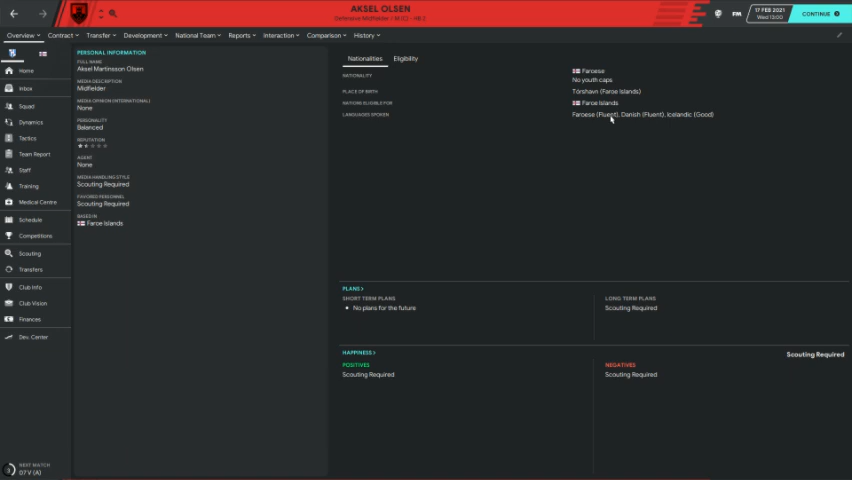 AKSEL OLSEN
17 FEB 2021
Wed 13:00
FM
CONTINUE
Overview
Contract
Transfer
Development
National Team
Reports
Interaction
Comparison
History
Home
Inbox
Squad
Dynamics
Tactics
Team Report
Staff
Training
Medical Centre
Schedule
Competitions
Scouting
Transfers
Club Info
Club Vision
Finances
Dev. Center
NEXT MATCH
07 V (A)
PERSONAL INFORMATION
FULL NAME
Aksel Martinsson Olsen
MEDIA DESCRIPTION
Midfielder
MEDIA OPINION (INTERNATIONAL)
None
PERSONALITY
Balanced
REPUTATION
AGENT
None
MEDIA HANDLING STYLE
Scouting Required
FAVORED PERSONNEL
Scouting Required
BASED IN
Faroe Islands
Nationalities
Eligibility
NATIONALITY
Faroese
No youth caps
PLACE OF BIRTH
Tórshavn (Faroe Islands)
NATIONS ELIGIBLE FOR
Faroe Islands
LANGUAGES SPOKEN
Faroese (Fluent), Danish (Fluent), Icelandic (Good)
PLANS >
SHORT TERM PLANS
• No plans for the future
LONG TERM PLANS
Scouting Required
HAPPINESS >
Scouting Required
POSITIVES
Scouting Required
NEGATIVES
Scouting Required